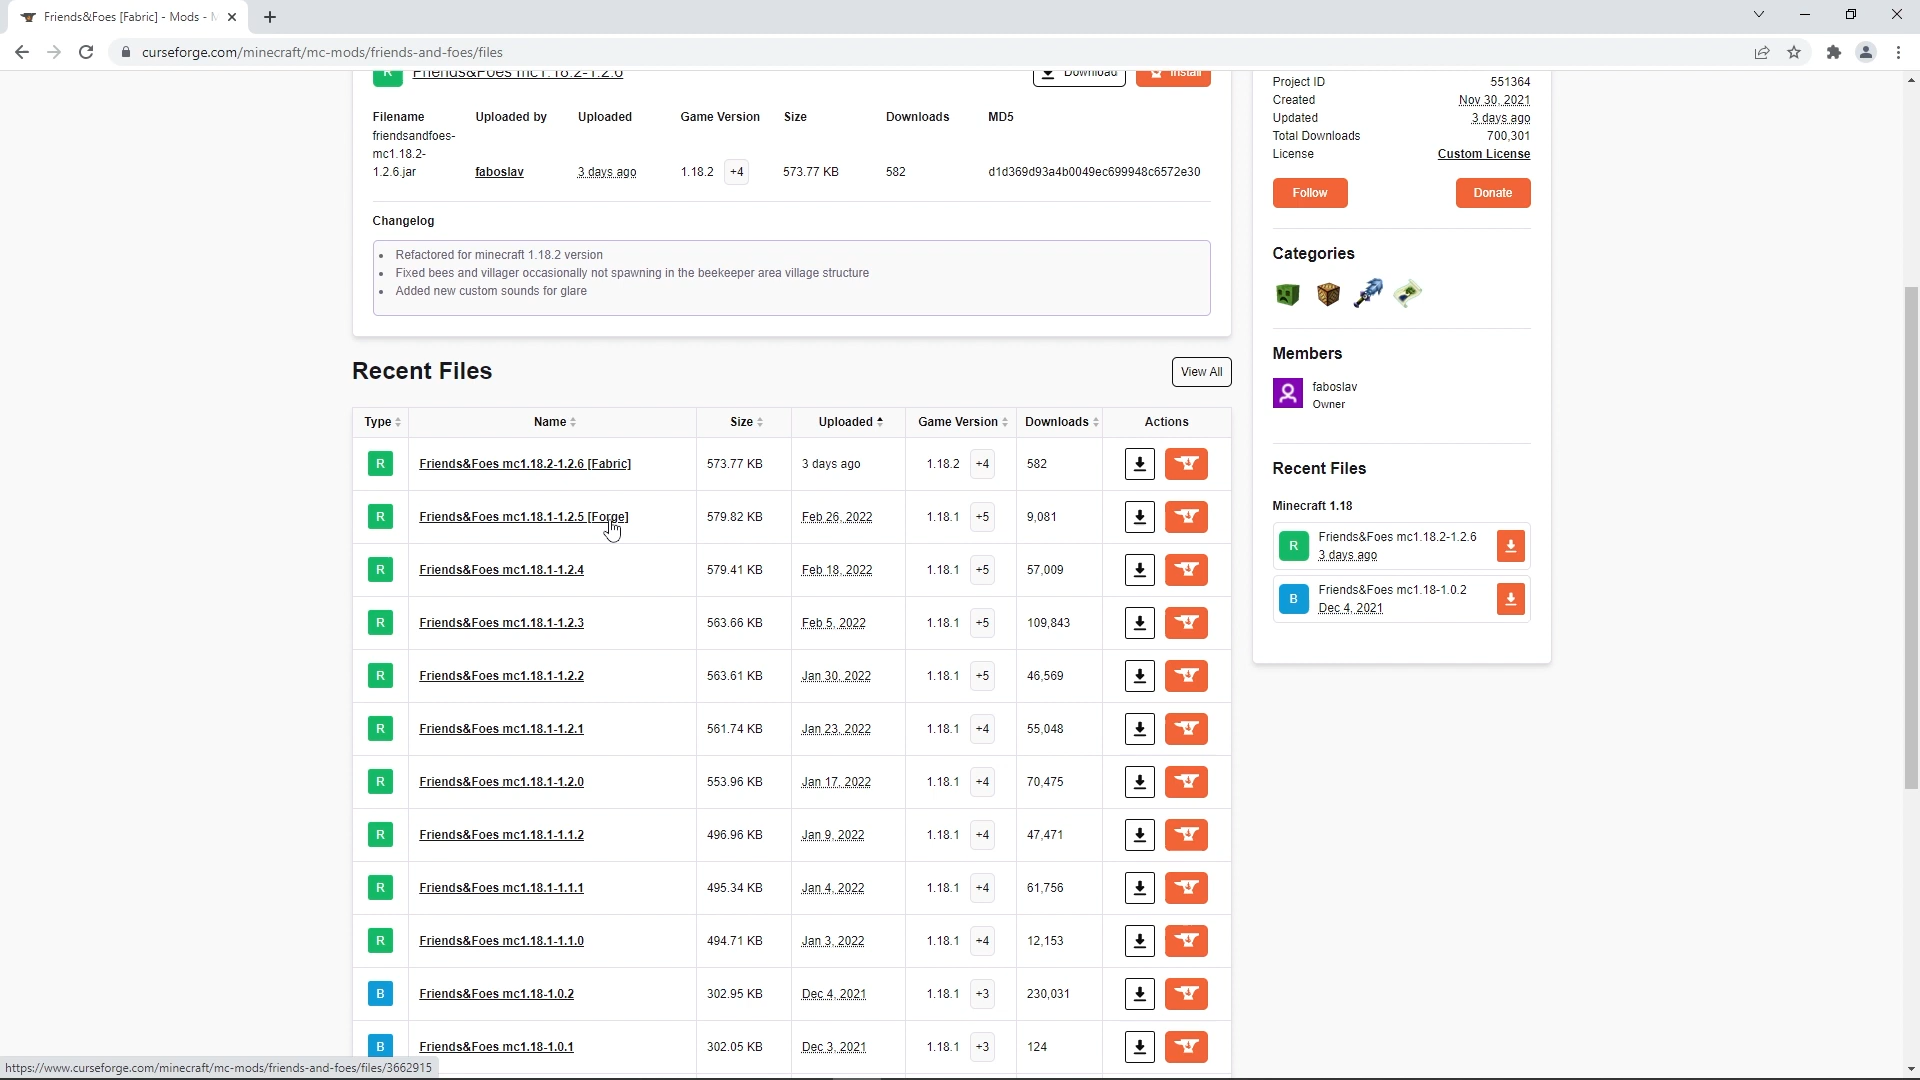 Friends&Foes [Fabric] - Mods - M
curseforge.com/minecraft/mc-mods/friends-and-foes/files
R Friends&Foes mc1.18.2-1.2.6 Download Install
Filename Uploaded by Uploaded Game Version Size Downloads MD5
friendsandfoes-
mc1.18.2-
1.2.6.jar faboslav 3 days ago 1.18.2 +4 573.77 KB 582 d1d369d93a4b0049ec699948c6572e30
Changelog
Refactored for minecraft 1.18.2 version
Fixed bees and villager occasionally not spawning in the beekeeper area village structure
Added new custom sounds for glare
Recent Files View All
Type Name Size Uploaded Game Version Downloads Actions
R Friends&Foes mc1.18.2-1.2.6 [Fabric] 573.77 KB 3 days ago 1.18.2 +4 582
R Friends&Foes mc1.18.1-1.2.5 [Forge] 579.82 KB Feb 26, 2022 1.18.1 +5 9,081
R Friends&Foes mc1.18.1-1.2.4 579.41 KB Feb 18, 2022 1.18.1 +5 57,009
R Friends&Foes mc1.18.1-1.2.3 563.66 KB Feb 5, 2022 1.18.1 +5 109,843
R Friends&Foes mc1.18.1-1.2.2 563.61 KB Jan 30, 2022 1.18.1 +5 46,569
R Friends&Foes mc1.18.1-1.2.1 561.74 KB Jan 23, 2022 1.18.1 +4 55,048
R Friends&Foes mc1.18.1-1.2.0 553.96 KB Jan 17, 2022 1.18.1 +4 70,475
R Friends&Foes mc1.18.1-1.1.2 496.96 KB Jan 9, 2022 1.18.1 +4 47,471
R Friends&Foes mc1.18.1-1.1.1 495.34 KB Jan 4, 2022 1.18.1 +4 61,756
R Friends&Foes mc1.18.1-1.1.0 494.71 KB Jan 3, 2022 1.18.1 +4 12,153
B Friends&Foes mc1.18-1.0.2 302.95 KB Dec 4, 2021 1.18.1 +3 230,031
B Friends&Foes mc1.18-1.0.1 302.05 KB Dec 3, 2021 1.18.1 +3 124
Project ID 551364
Created Nov 30, 2021
Updated 3 days ago
Total Downloads 700,301
License Custom License
Follow Donate
Categories
Members
faboslav
Owner
Recent Files
Minecraft 1.18
R Friends&Foes mc1.18.2-1.2.6
3 days ago
B Friends&Foes mc1.18-1.0.2
Dec 4, 2021
https://www.curseforge.com/minecraft/mc-mods/friends-and-foes/files/3662915